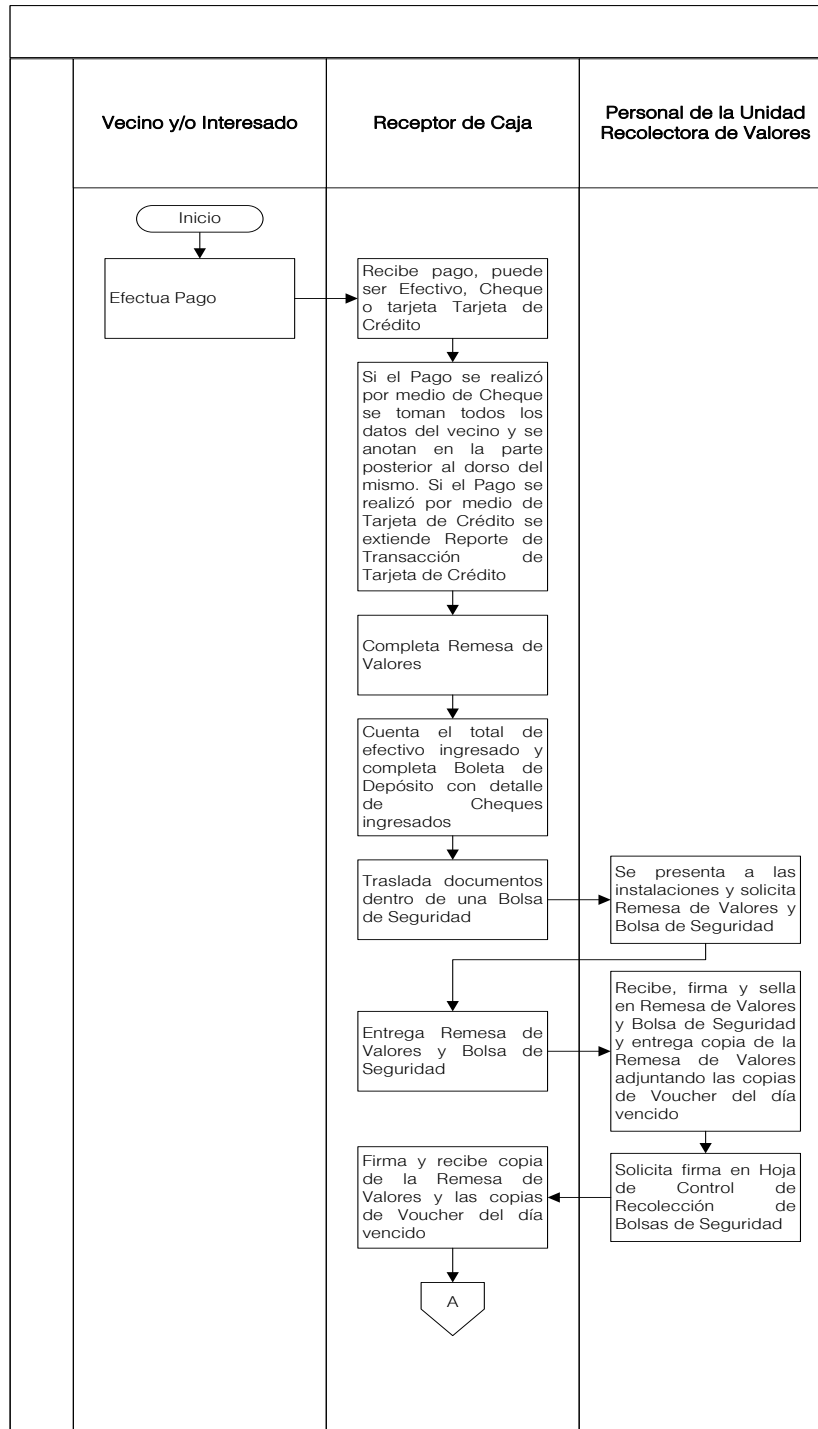 Vecino y/o Interesado
Receptor de Caja
Personal de la Unidad
Recolectora de Valores
Inicio
Efectua Pago
Recibe pago, puede
ser Efectivo, Cheque
o tarjeta Tarjeta de
Crédito
Si el Pago se realizó
por medio de Cheque
se toman todos los
datos del vecino y se
anotan en la parte
posterior al dorso del
mismo. Si el Pago se
realizó por medio de
Tarjeta de Crédito se
extiende Reporte de
Transacción de
Tarjeta de Crédito
Completa Remesa de
Valores
Cuenta el total de
efectivo ingresado y
completa Boleta de
Depósito con detalle
de Cheques
ingresados
Traslada documentos
dentro de una Bolsa
de Seguridad
Se presenta a las
instalaciones y solicita
Remesa de Valores y
Bolsa de Seguridad
Entrega Remesa de
Valores y Bolsa de
Seguridad
Recibe, firma y sella
en Remesa de Valores
y Bolsa de Seguridad
y entrega copia de la
Remesa de Valores
adjuntando las copias
de Voucher del día
vencido
Solicita firma en Hoja
de Control de
Recolección de
Bolsas de Seguridad
Firma y recibe copia
de la Remesa de
Valores y las copias
de Voucher del día
vencido
A